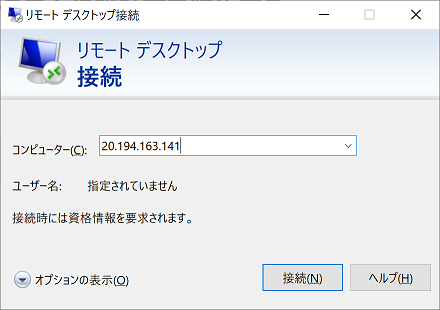 リモート デスクトップ接続
リモート デスクトップ
接続
コンピューター(C): 20.194.163.141
ユーザー名: 指定されていません
接続時には資格情報を要求されます。
オプションの表示(O) 接続(N) ヘルプ(H)